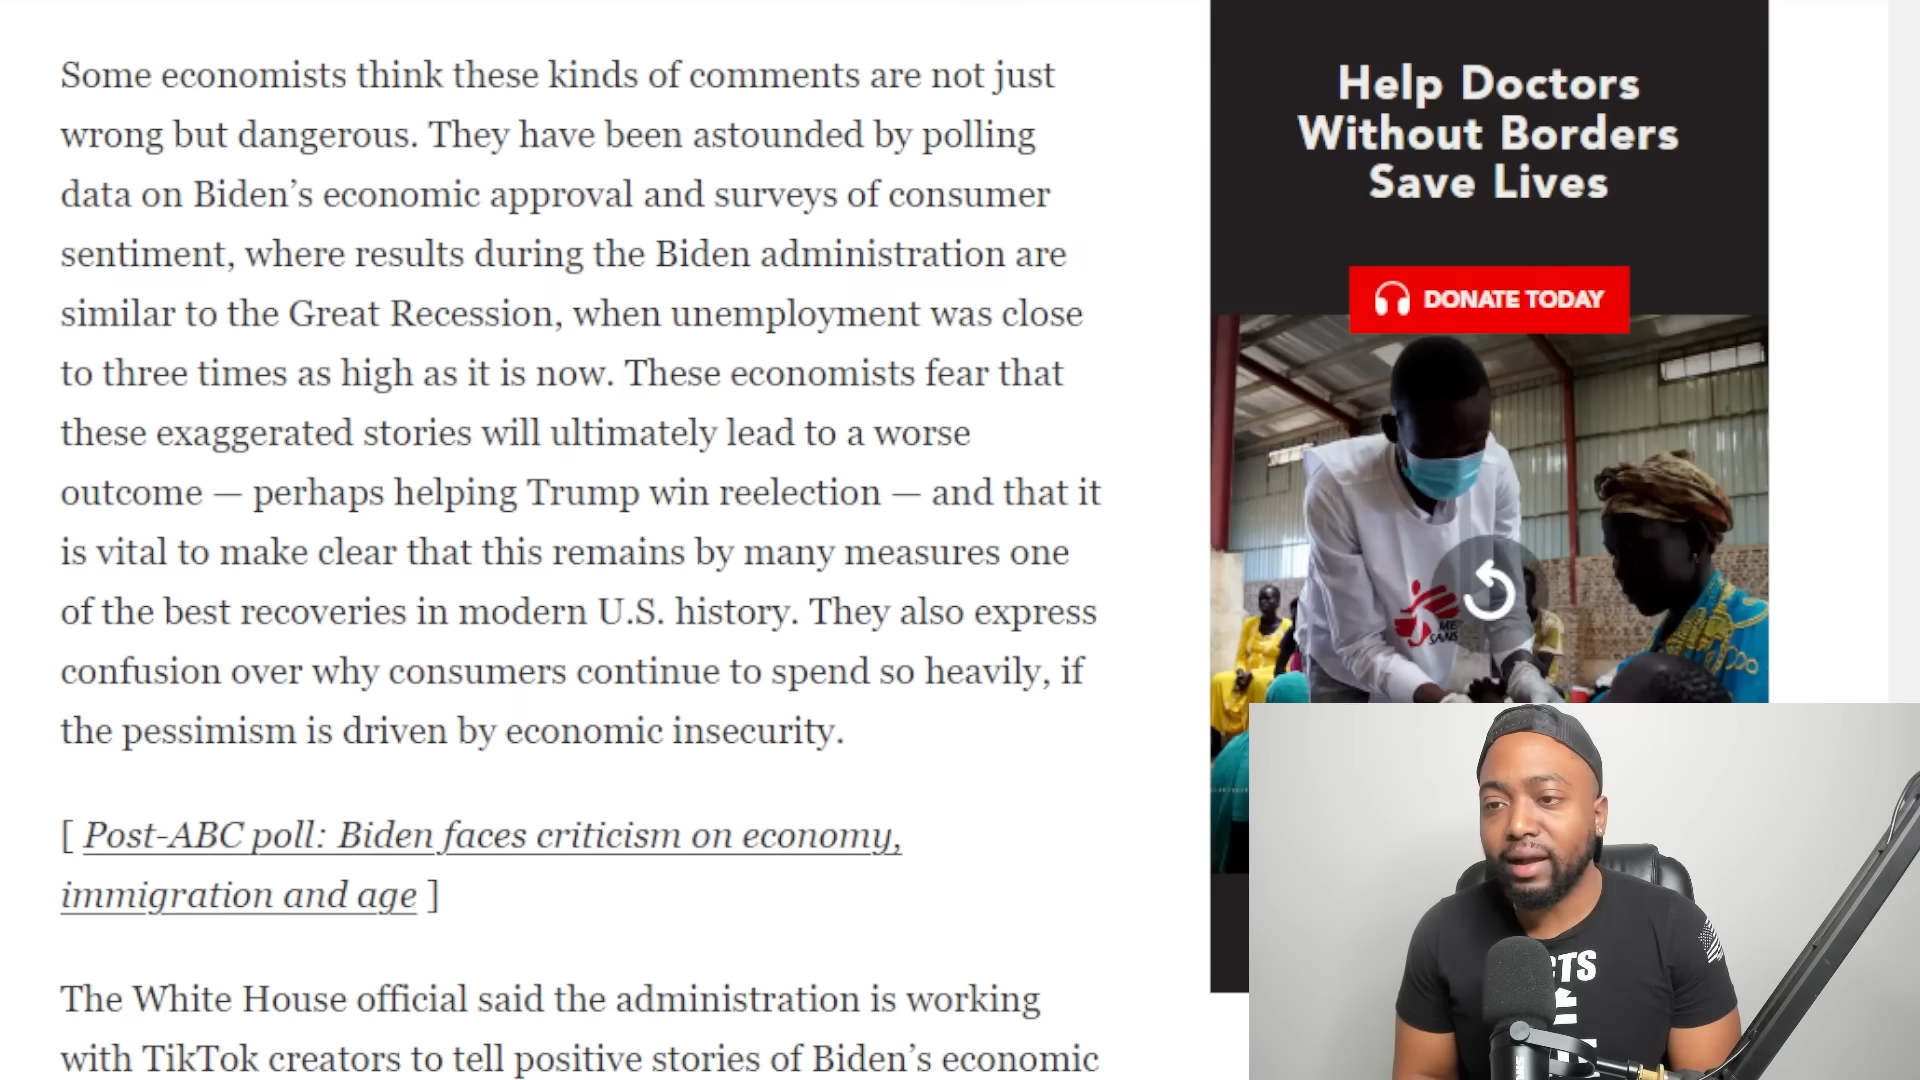 Some economists think these kinds of comments are not just
wrong but dangerous. They have been astounded by polling
data on Biden’s economic approval and surveys of consumer
sentiment, where results during the Biden administration are
similar to the Great Recession, when unemployment was close
to three times as high as it is now. These economists fear that
these exaggerated stories will ultimately lead to a worse
outcome — perhaps helping Trump win reelection — and that it
is vital to make clear that this remains by many measures one
of the best recoveries in modern U.S. history. They also express
confusion over why consumers continue to spend so heavily, if
the pessimism is driven by economic insecurity.
[ Post-ABC poll: Biden faces criticism on economy,
immigration and age ]
The White House official said the administration is working
with TikTok creators to tell positive stories of Biden’s economic
Help Doctors
Without Borders
Save Lives
DONATE TODAY
SANS